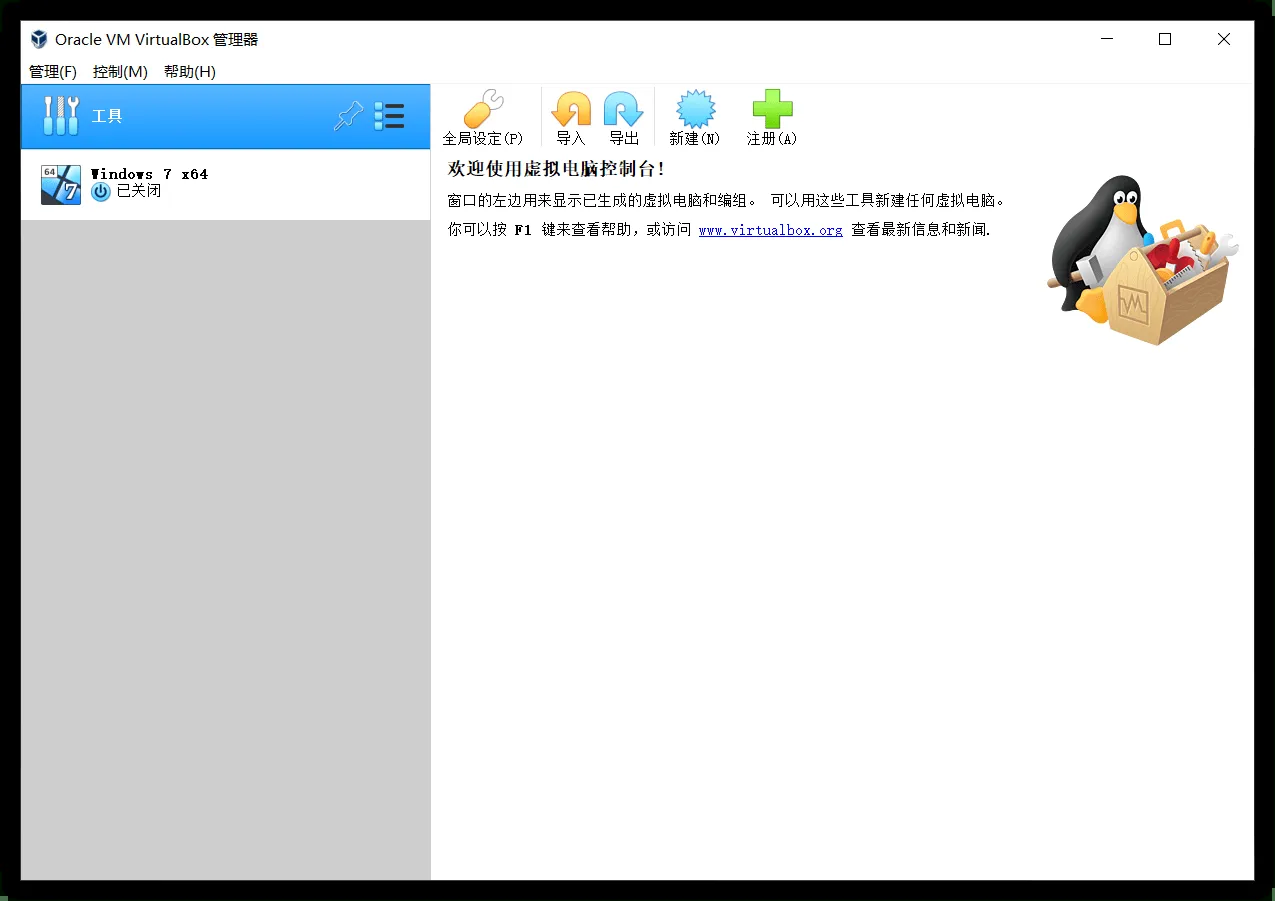 Oracle VM VirtualBox 管理器
管理(F) 控制(M) 帮助(H)
工具
全局设定(P) 导入 导出 新建(N) 注册(A)
64
7
Windows 7 x64
已关闭
欢迎使用虚拟电脑控制台!
窗口的左边用来显示已生成的虚拟电脑和编组。 可以用这些工具新建任何虚拟电脑。
你可以按 F1 键来查看帮助，或访问 www.virtualbox.org 查看最新信息和新闻.